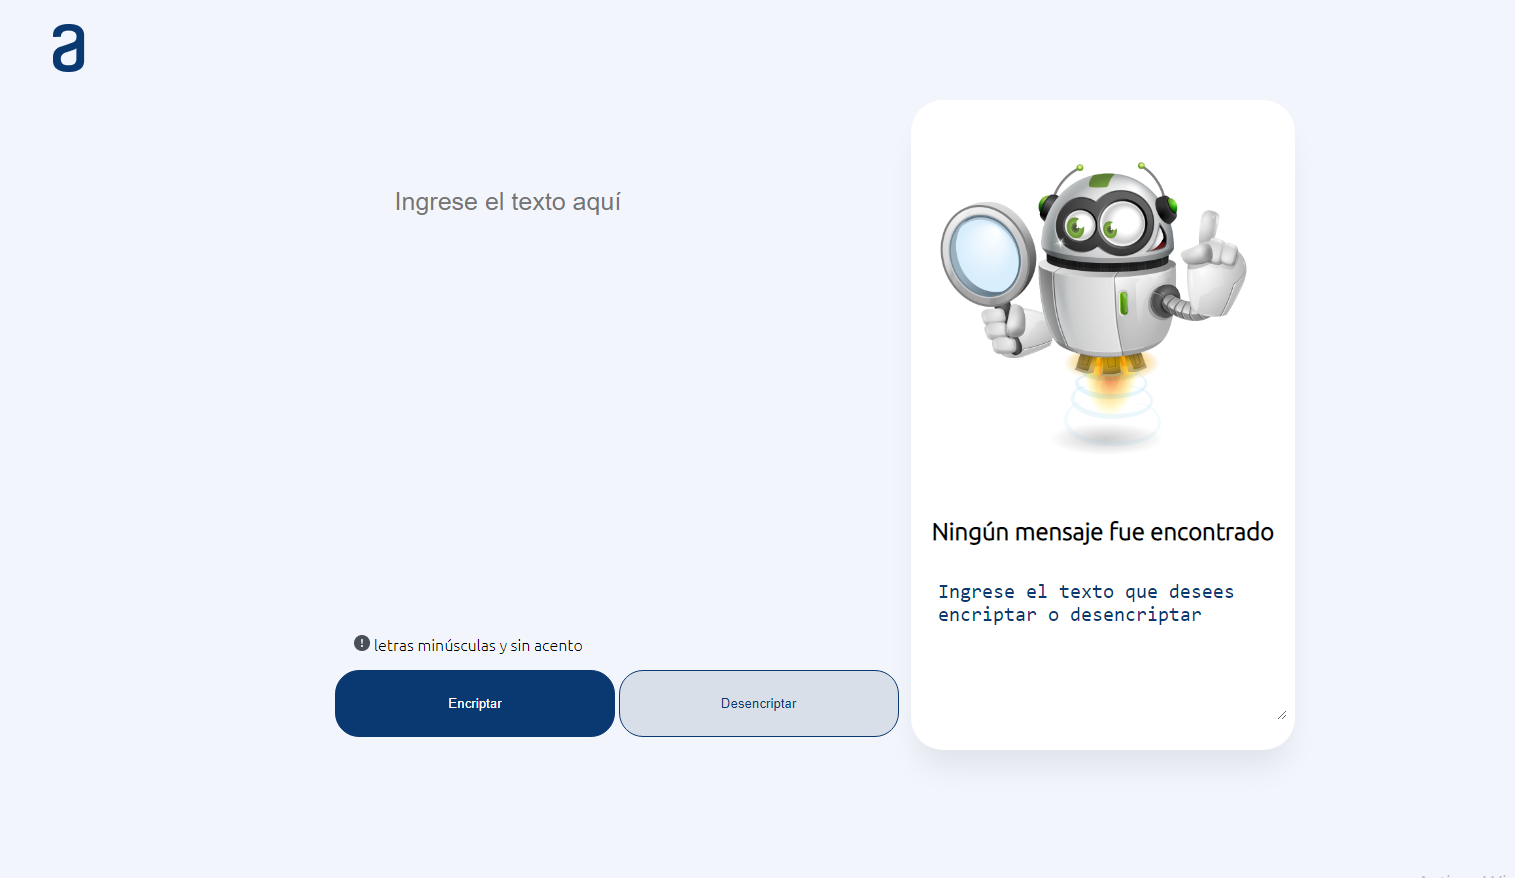 a
Ingrese el texto aquí
Ningún mensaje fue encontrado
Ingrese el texto que desees
encriptar o desencriptar
letras minúsculas y sin acento
Encriptar
Desencriptar